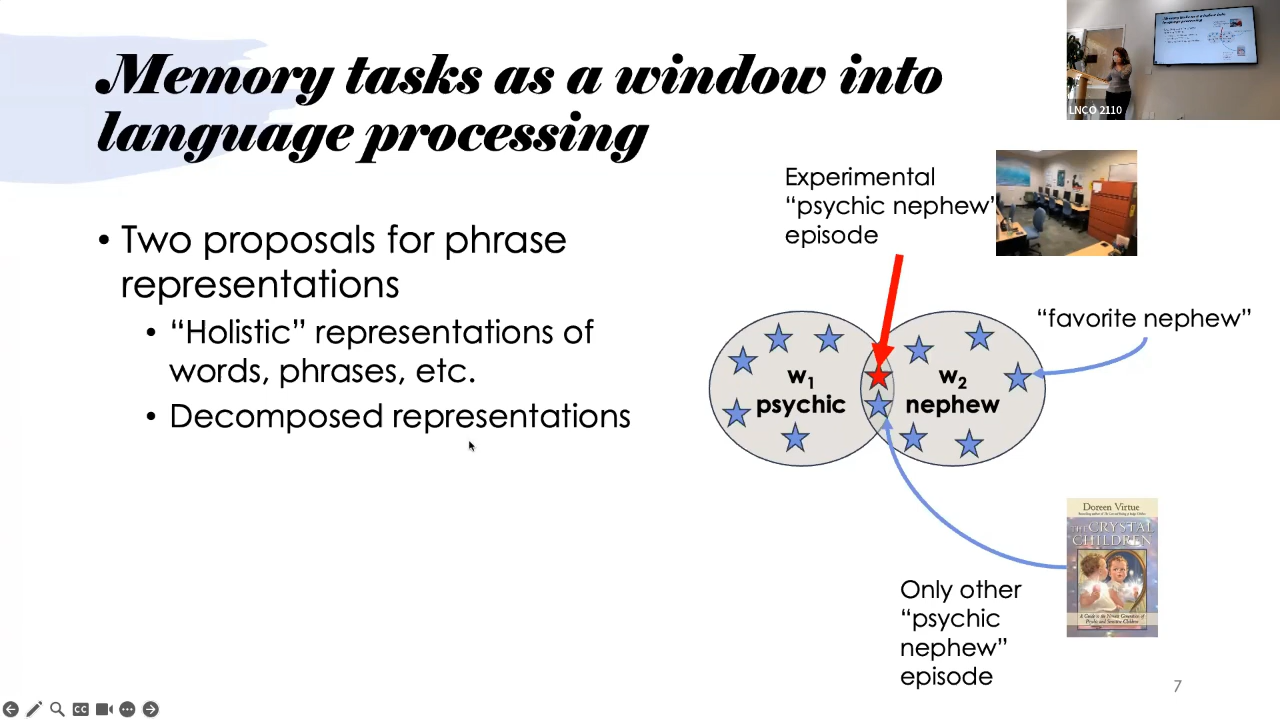 Memory tasks as a window into
language processing
LNCO 2110
• Two proposals for phrase
representations
• “Holistic” representations of
words, phrases, etc.
• Decomposed representations
Experimental
“psychic nephew”
episode
“favorite nephew”
w1
psychic
w2
nephew
Doreen Virtue
THE CRYSTAL
CHILDREN
Only other
“psychic
nephew”
episode
7
CC